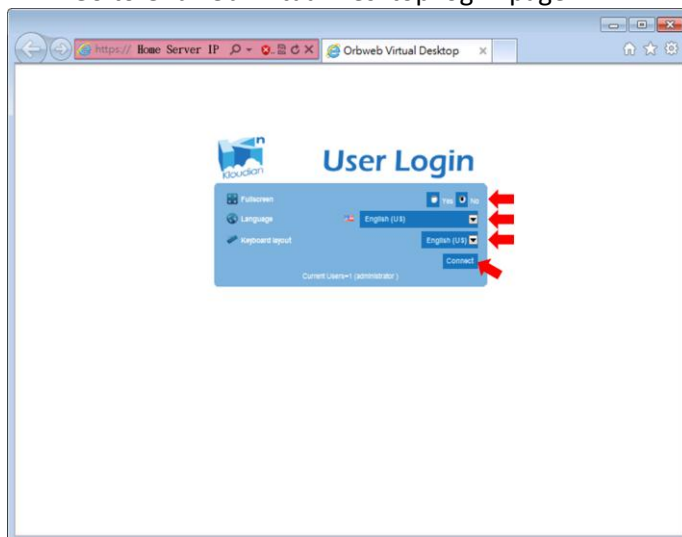 https:// Home Server IP
Orbweb Virtual Desktop
n
Kloudian
User Login
Fullscreen
Yes No
Language
English (US)
Keyboard layout
English (US)
Connect
Current Users=1 (administrator )